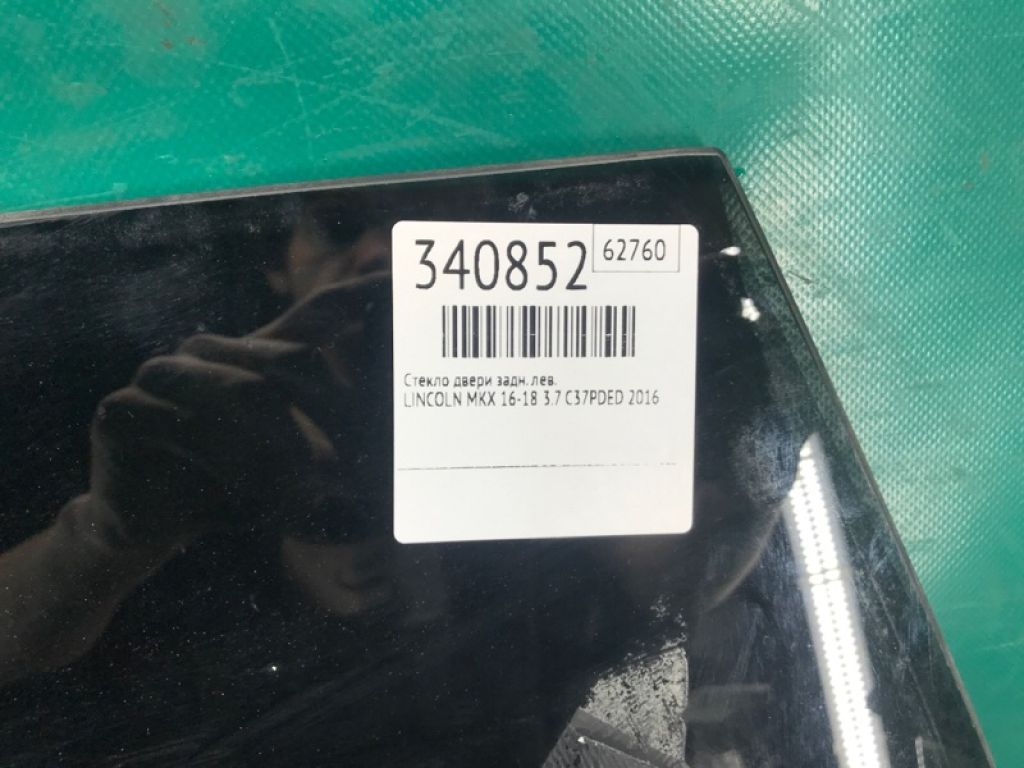 340852
62760
Стекло двери задн. лев.
LINCOLN MKX 16-18 3.7 C37PDED 2016